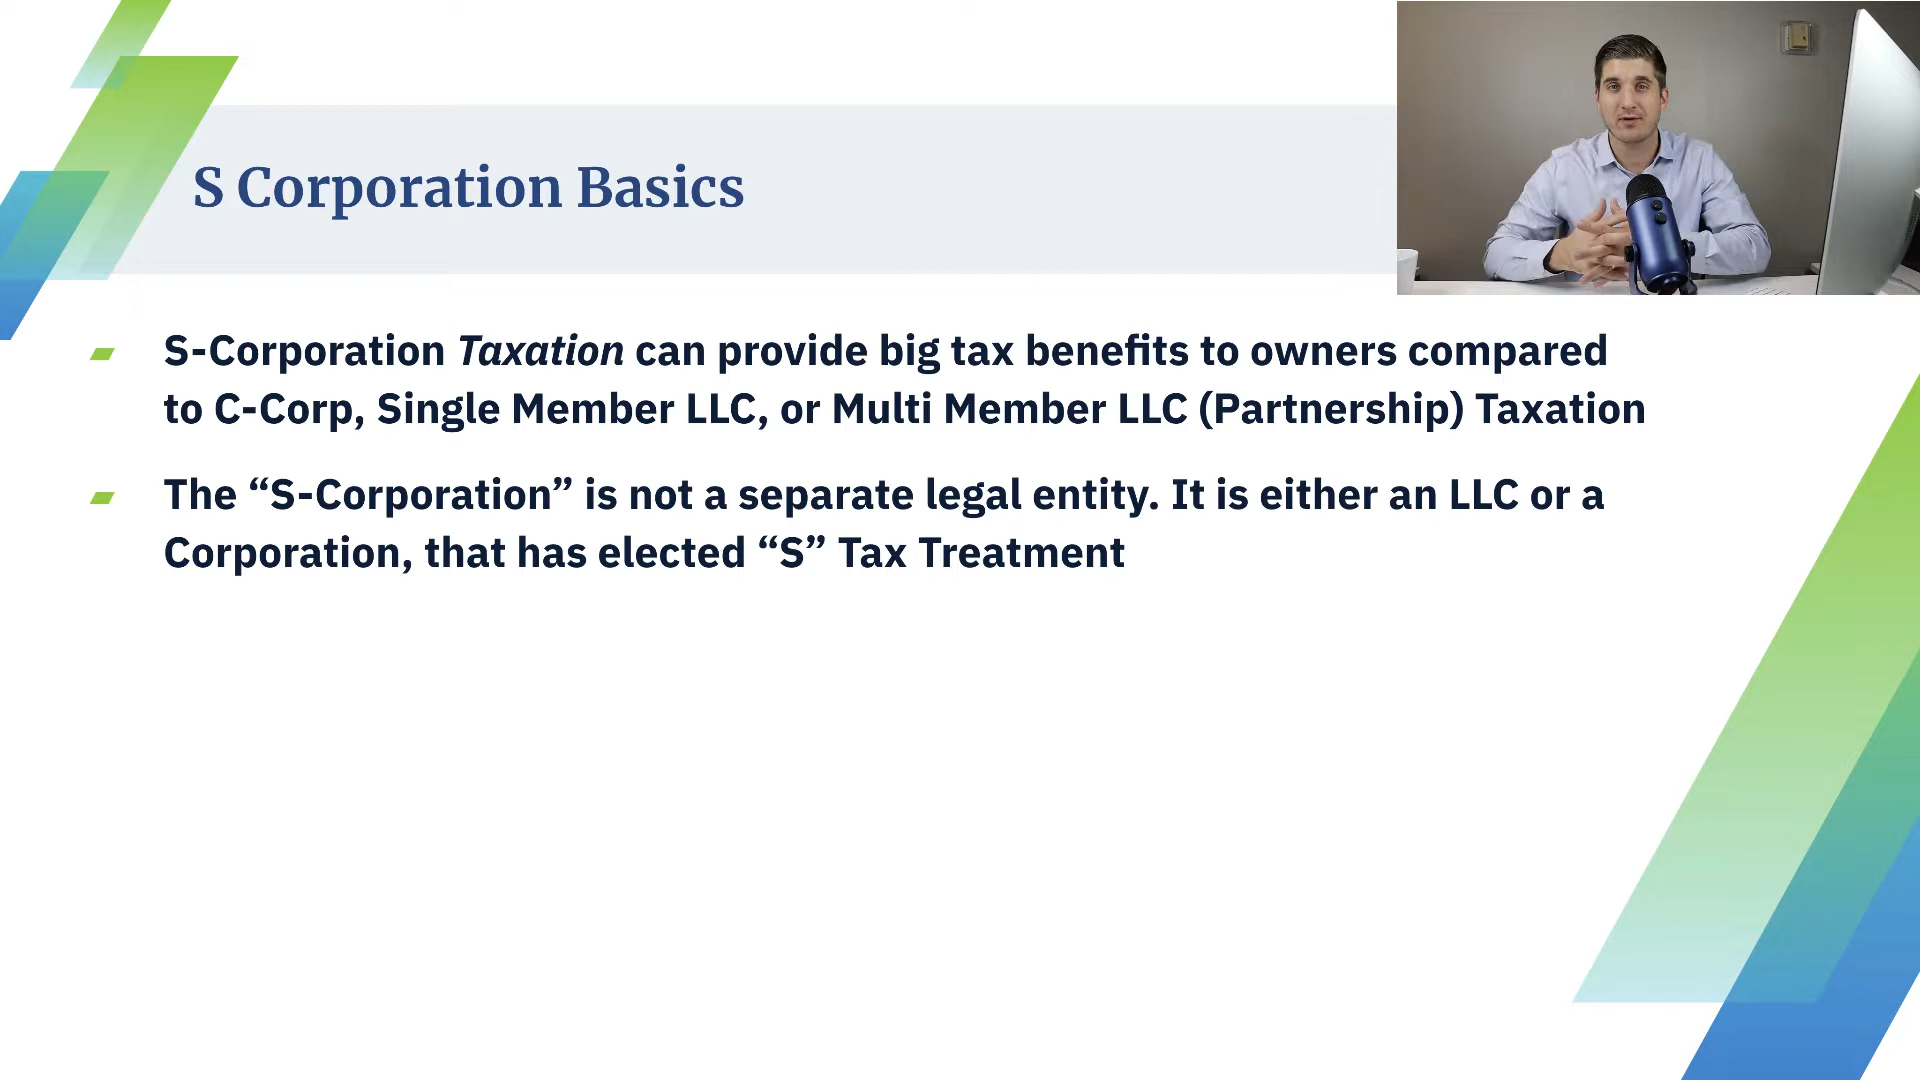 S Corporation Basics
S-Corporation Taxation can provide big tax benefits to owners compared
to C-Corp, Single Member LLC, or Multi Member LLC (Partnership) Taxation
The “S-Corporation” is not a separate legal entity. It is either an LLC or a
Corporation, that has elected “S” Tax Treatment